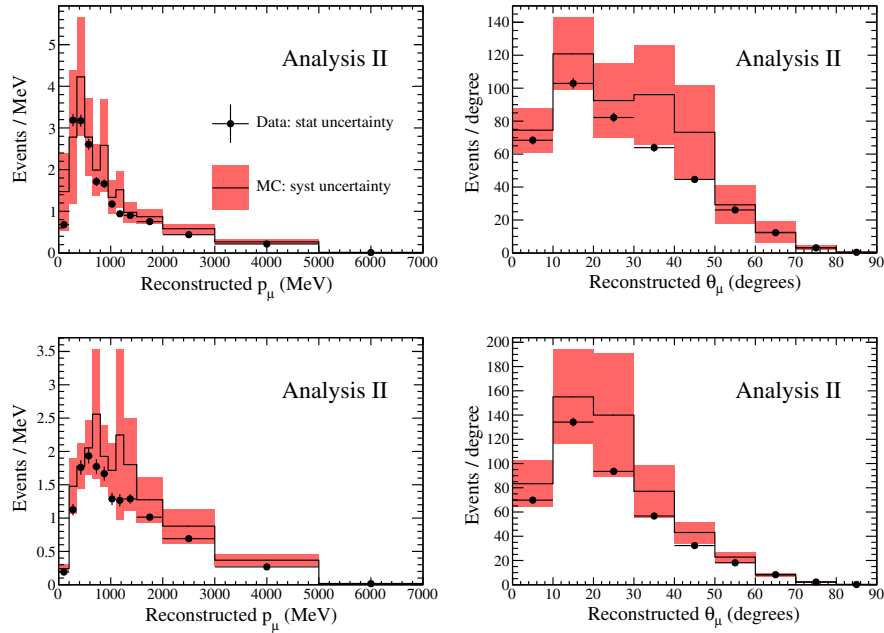 Analysis II
Events / MeV
Data: stat uncertainty
MC: syst uncertainty
0 1 2 3 4 5
0 1000 2000 3000 4000 5000 6000 7000
Reconstructed pμ (MeV)
Analysis II
Events / degree
0 20 40 60 80 100 120 140
0 10 20 30 40 50 60 70 80 90
Reconstructed θμ (degrees)
Analysis II
Events / MeV
0 0.5 1 1.5 2 2.5 3 3.5
0 1000 2000 3000 4000 5000 6000 7000
Reconstructed pμ (MeV)
Analysis II
Events / degree
0 20 40 60 80 100 120 140 160 180 200
0 10 20 30 40 50 60 70 80 90
Reconstructed θμ (degrees)